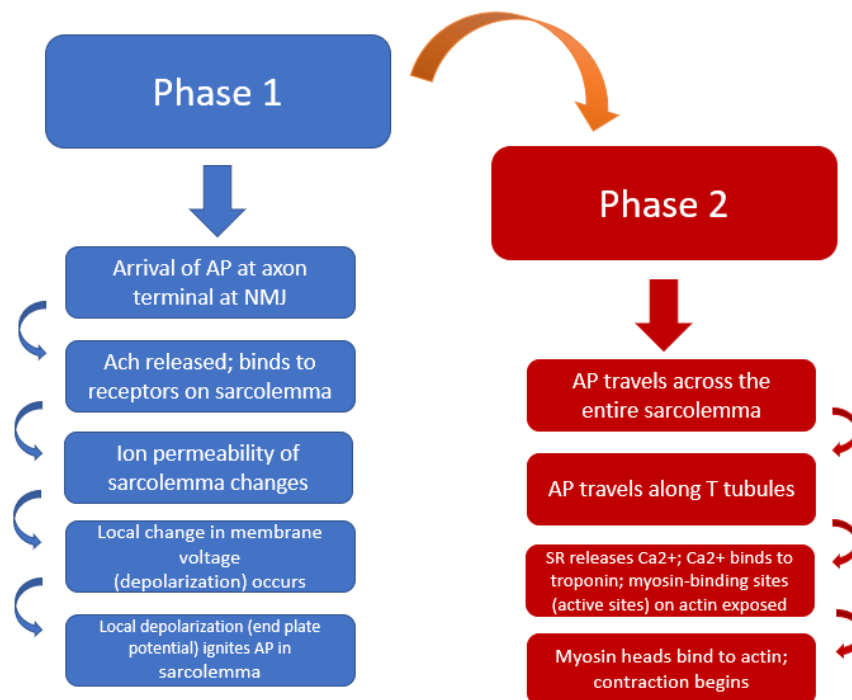 Phase 1
Arrival of AP at axon
terminal at NMJ
Ach released; binds to
receptors on sarcolemma
Ion permeability of
sarcolemma changes
Local change in membrane
voltage
(depolarization) occurs
Local depolarization (end plate
potential) ignites AP in
sarcolemma
Phase 2
AP travels across the
entire sarcolemma
AP travels along T tubules
SR releases Ca2+; Ca2+ binds to
troponin; myosin-binding sites
(active sites) on actin exposed
Myosin heads bind to actin;
contraction begins